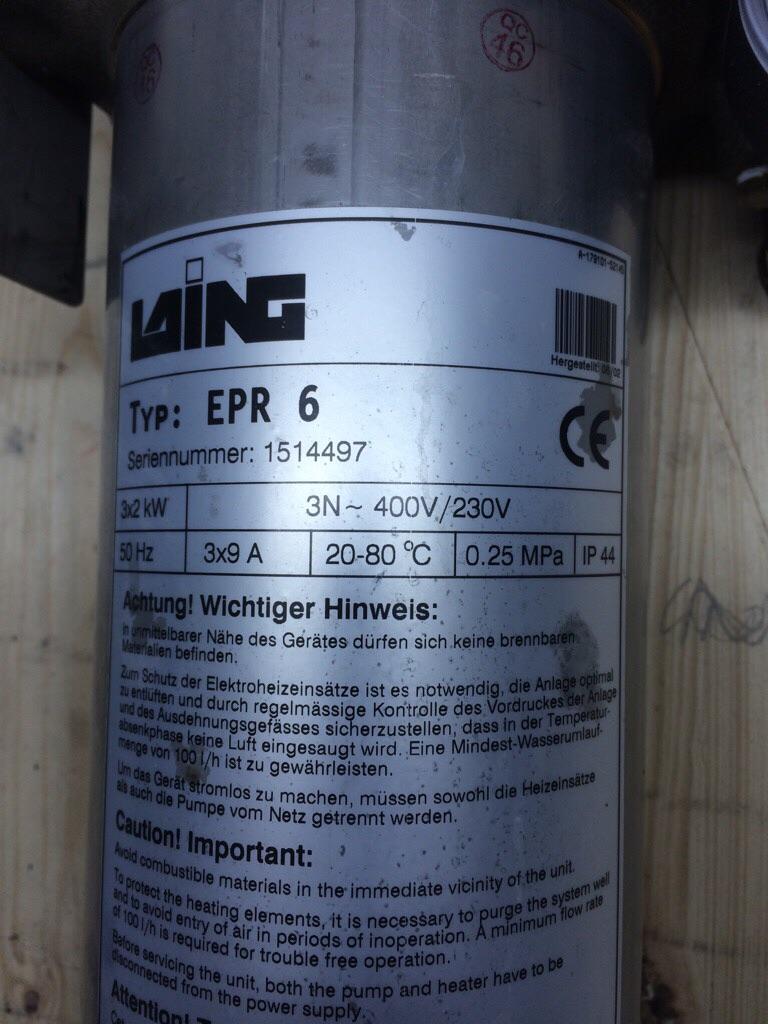 QC
46
A-179101-52145
LAING
Hergestellt: 06/02
TYP: EPR 6
CE
Seriennummer: 1514497
3x2 kW 3N~ 400V/230V
50 Hz 3x9 A 20-80 °C 0.25 MPa IP 44
Achtung! Wichtiger Hinweis:
In unmittelbarer Nähe des Gerätes dürfen sich keine brennbaren
Materialien befinden.
Zum Schutz der Elektroheizeinsätze ist es notwendig, die Anlage optimal
zu entlüften und durch regelmässige Kontrolle des Vordruckes der Anlage
und des Ausdehnungsgefässes sicherzustellen, dass in der Temperatur-
absenkphase keine Luft eingesaugt wird. Eine Mindest-Wasserumlauf-
menge von 100 l/h ist zu gewährleisten.
Um das Gerät stromlos zu machen, müssen sowohl die Heizeinsätze
als auch die Pumpe vom Netz getrennt werden.
Caution! Important:
Avoid combustible materials in the immediate vicinity of the unit.
To protect the heating elements, it is necessary to purge the system well
and to avoid entry of air in periods of inoperation. A minimum flow rate
of 100 l/h is required for trouble free operation.
Before servicing the unit, both the pump and heater have to be
disconnected from the power supply.
Attention!